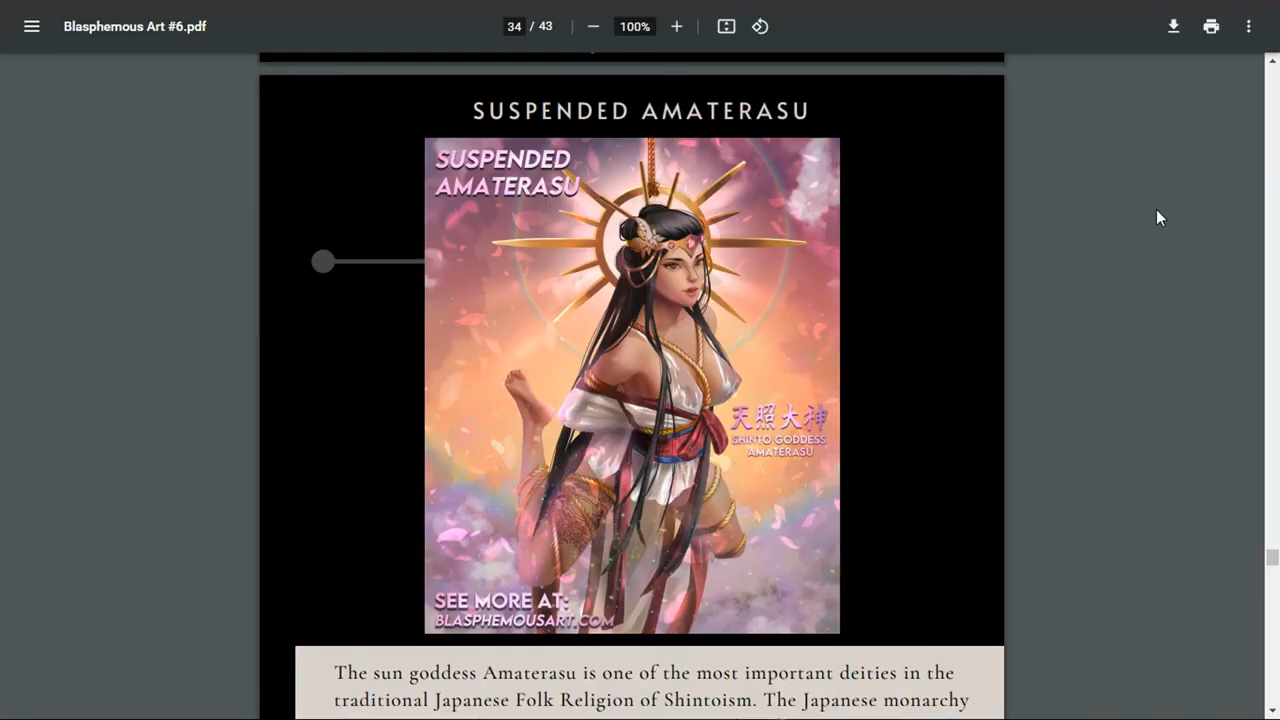 Blasphemous Art #6.pdf
34 / 43
100%
SUSPENDED AMATERASU
SUSPENDED
AMATERASU
天照大神
SHINTO GODDESS
AMATERASU
SEE MORE AT:
BLASPHEMOUSART.COM
The sun goddess Amaterasu is one of the most important deities in the
traditional Japanese Folk Religion of Shintoism. The Japanese monarchy